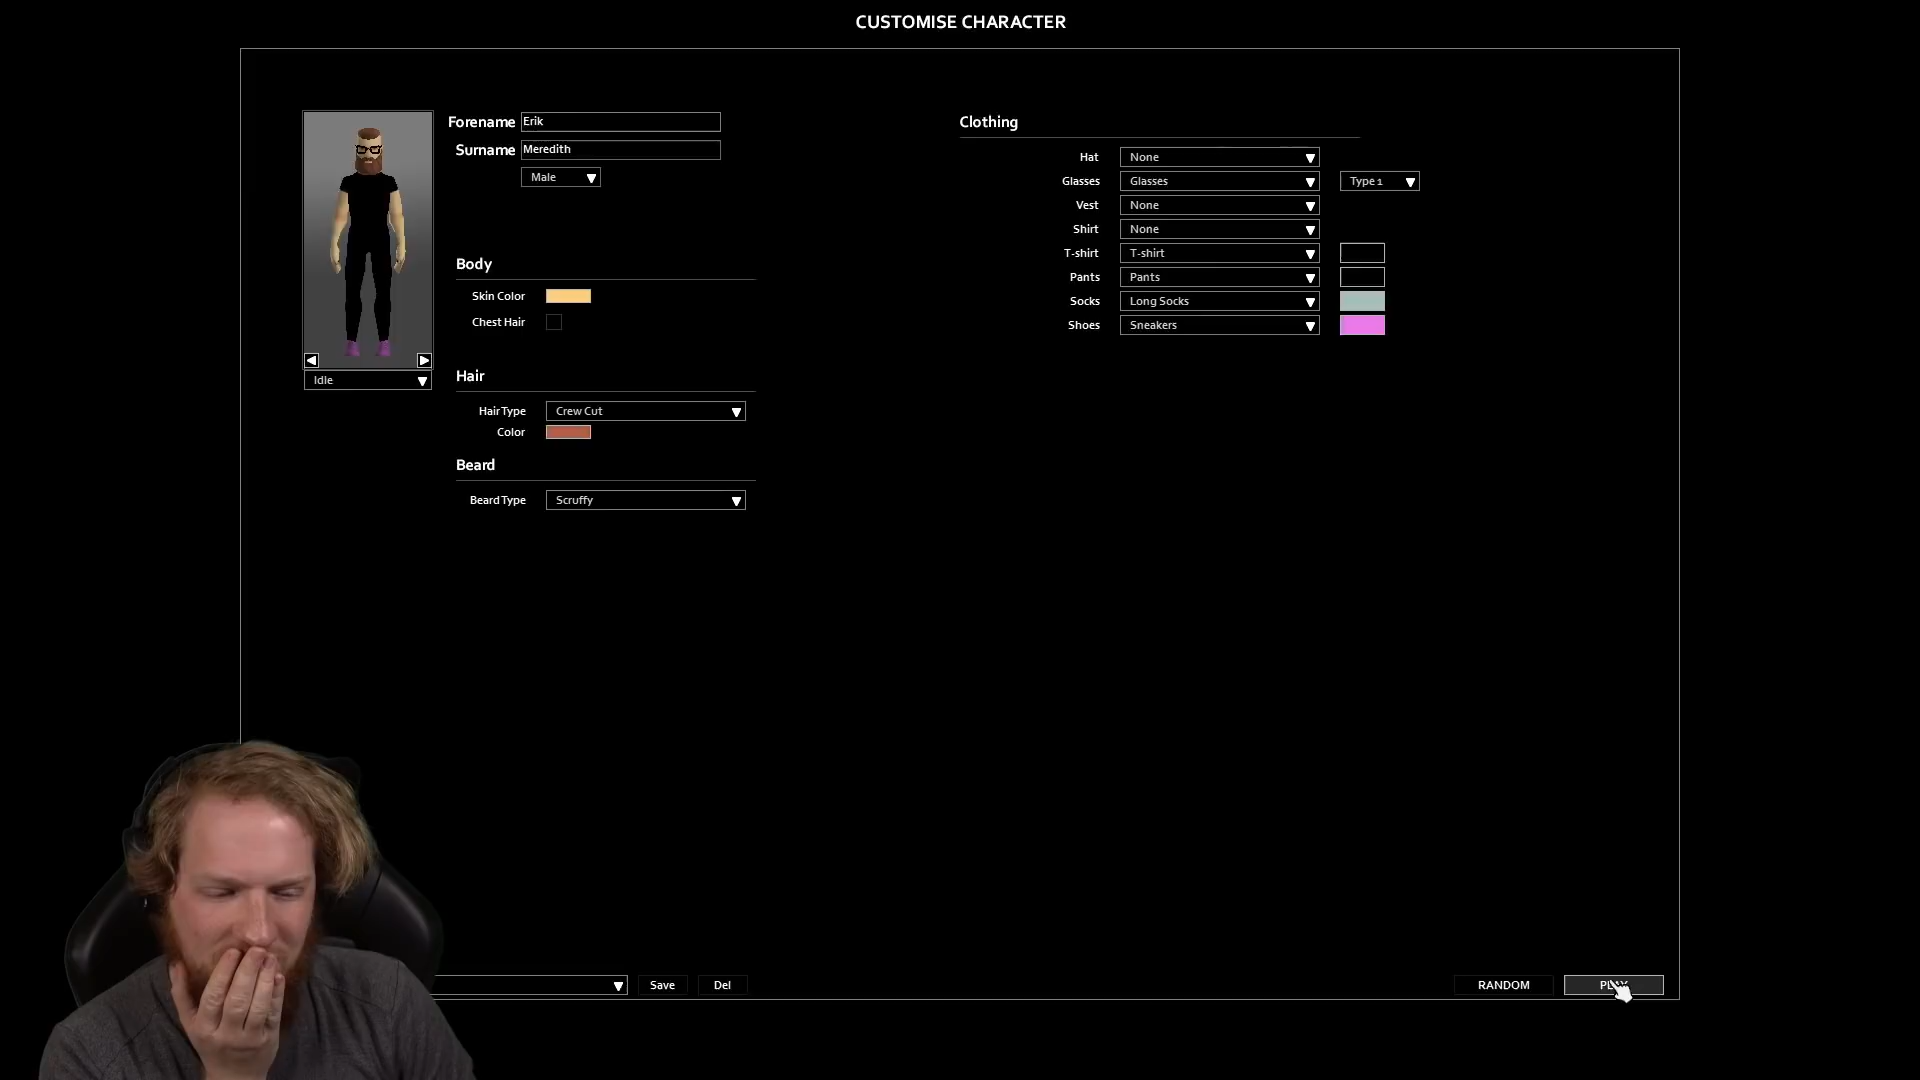 CUSTOMISE CHARACTER
Forename Erik
Surname Meredith
Male
Body
Skin Color
Chest Hair
Idle
Hair
Hair Type Crew Cut
Color
Beard
Beard Type Scruffy
Clothing
Hat None
Glasses Glasses Type 1
Vest None
Shirt None
T-shirt T-shirt
Pants Pants
Socks Long Socks
Shoes Sneakers
Save Del RANDOM PLAY